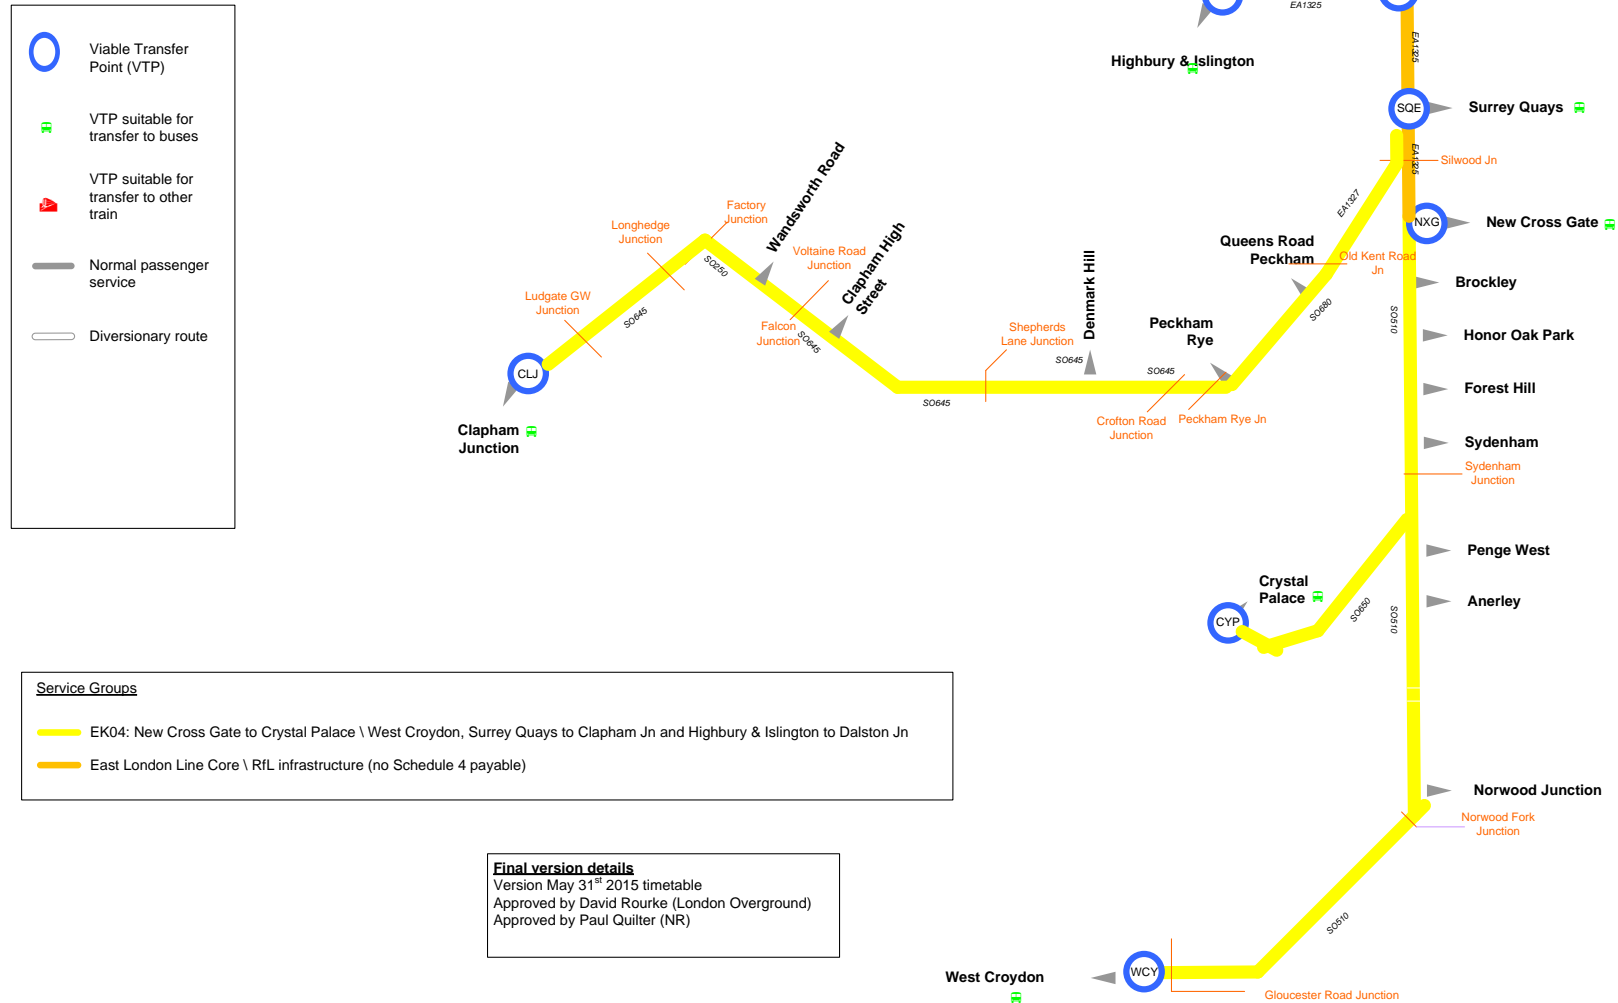 Viable Transfer
Point (VTP)
VTP suitable for
transfer to buses
VTP suitable for
transfer to other
train
Normal passenger
service
Diversionary route
EA1325
Highbury & Islington
EA1325
SQE
Surrey Quays
EA1325
Silwood Jn
EA1327
NXG
New Cross Gate
Queens Road
Peckham
Old Kent Road
Jn
SO680
Brockley
SO510
Honor Oak Park
Forest Hill
Sydenham
Sydenham
Junction
Penge West
Anerley
SO510
Wandsworth Road
Factory
Junction
Longhedge
Junction
SO250
Voltaine Road
Junction
Clapham High
Street
Ludgate GW
Junction
SO645
Falcon
Junction
SO645
CLJ
Clapham
Junction
SO645
Shepherds
Lane Junction
Denmark Hill
SO645
SO645
Peckham
Rye
Crofton Road
Junction
Peckham Rye Jn
Crystal
Palace
CYP
SO650
Service Groups
EK04: New Cross Gate to Crystal Palace \ West Croydon, Surrey Quays to Clapham Jn and Highbury & Islington to Dalston Jn
East London Line Core \ RfL infrastructure (no Schedule 4 payable)
Norwood Junction
Norwood Fork
Junction
SO510
Final version details
Version May 31st 2015 timetable
Approved by David Rourke (London Overground)
Approved by Paul Quilter (NR)
West Croydon
WCY
Gloucester Road Junction